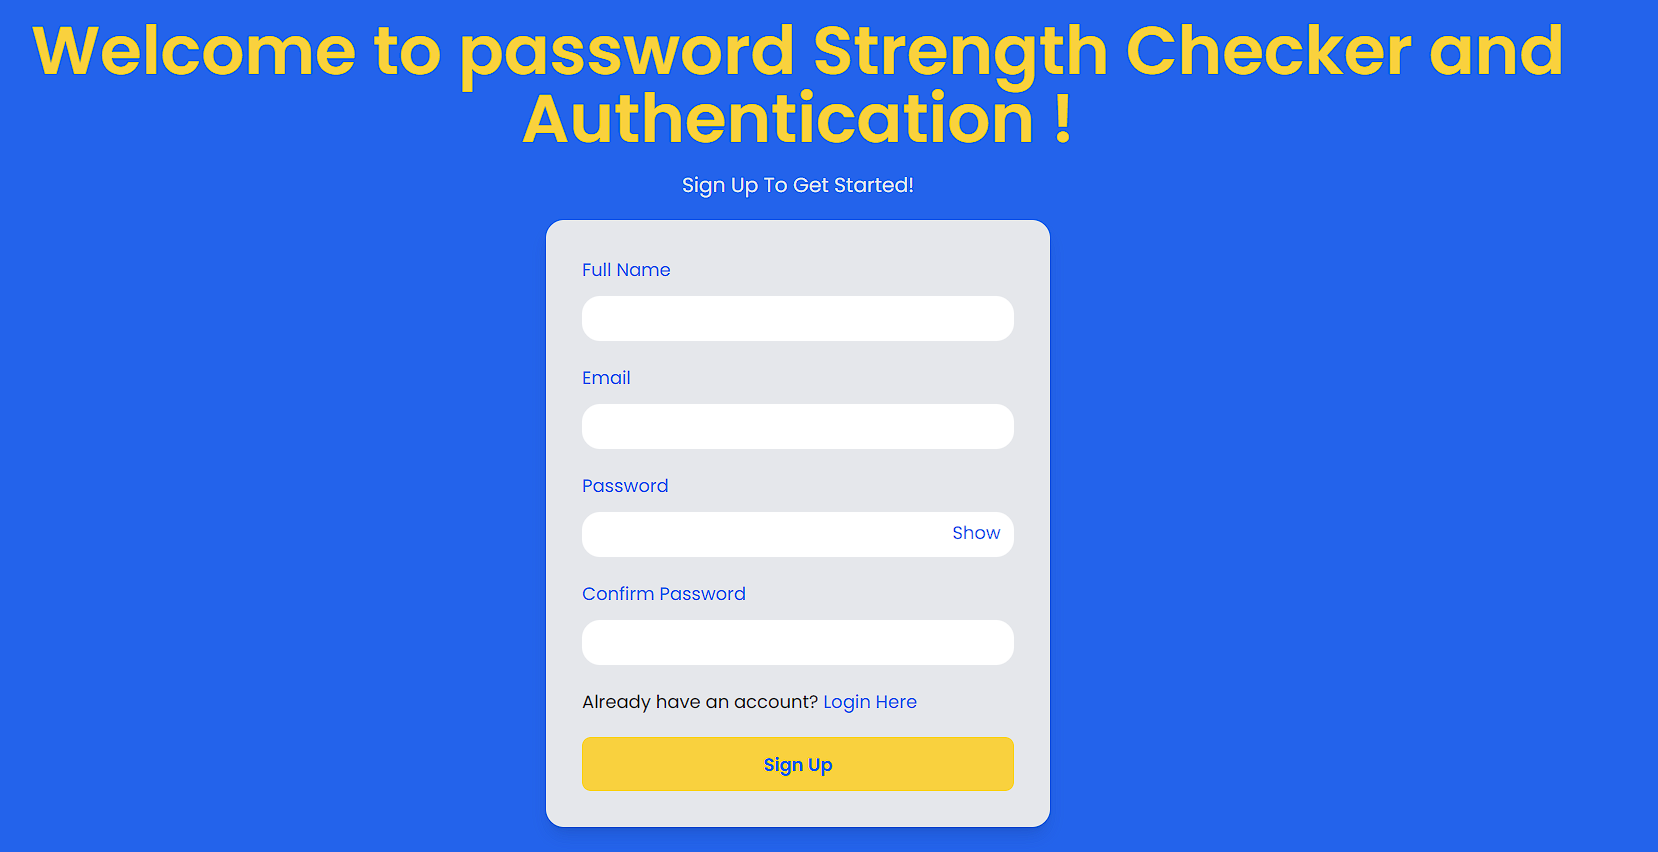 Welcome to password Strength Checker and
Authentication !
Sign Up To Get Started!
Full Name
Email
Password
Show
Confirm Password
Already have an account? Login Here
Sign Up